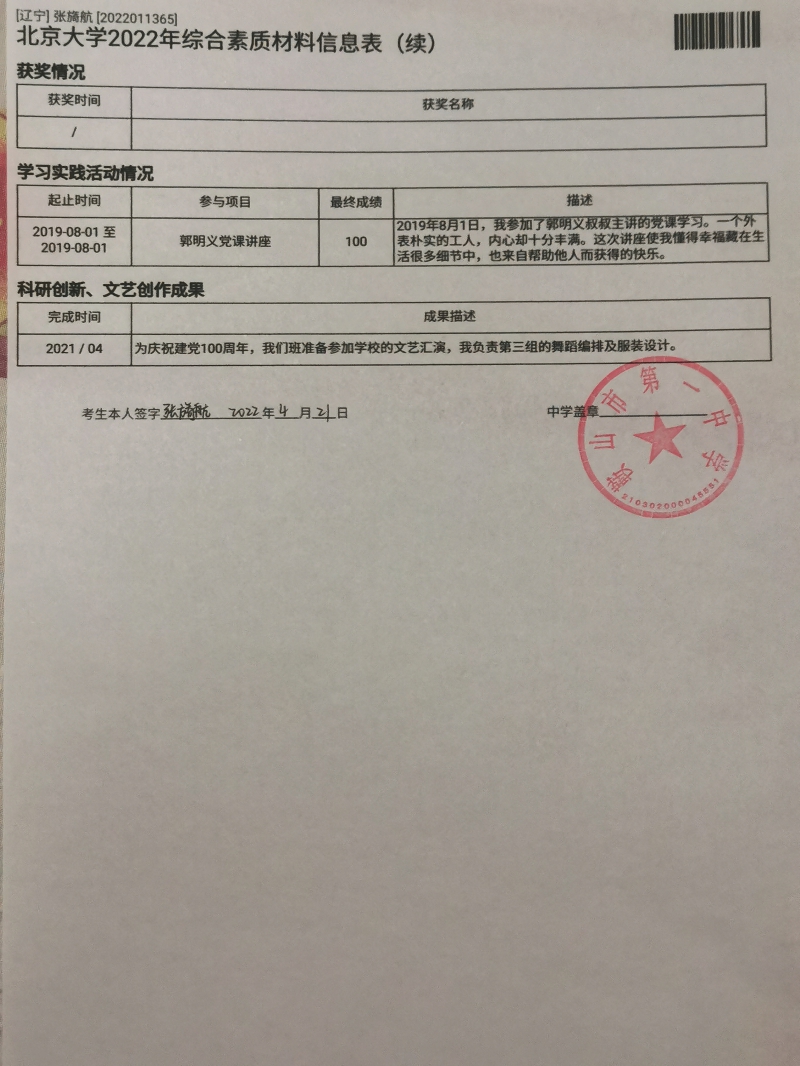 [辽宁] 张旖航 [2022011365]
北京大学2022年综合素质材料信息表（续）
获奖情况
获奖时间 获奖名称
/
学习实践活动情况
起止时间 参与项目 最终成绩 描述
2019-08-01 至
2019-08-01
郭明义党课讲座
100
2019年8月1日，我参加了郭明义叔叔主讲的党课学习。一个外
表朴实的工人，内心却十分丰满。这次讲座使我懂得幸福藏在生
活很多细节中，也来自帮助他人而获得的快乐。
科研创新、文艺创作成果
完成时间 成果描述
2021 / 04 为庆祝建党100周年，我们班准备参加学校的文艺汇演，我负责第三组的舞蹈编排及服装设计。
考生本人签字 张旖航 2022 年 4 月 21 日 中学盖章
鞍山市第一中学